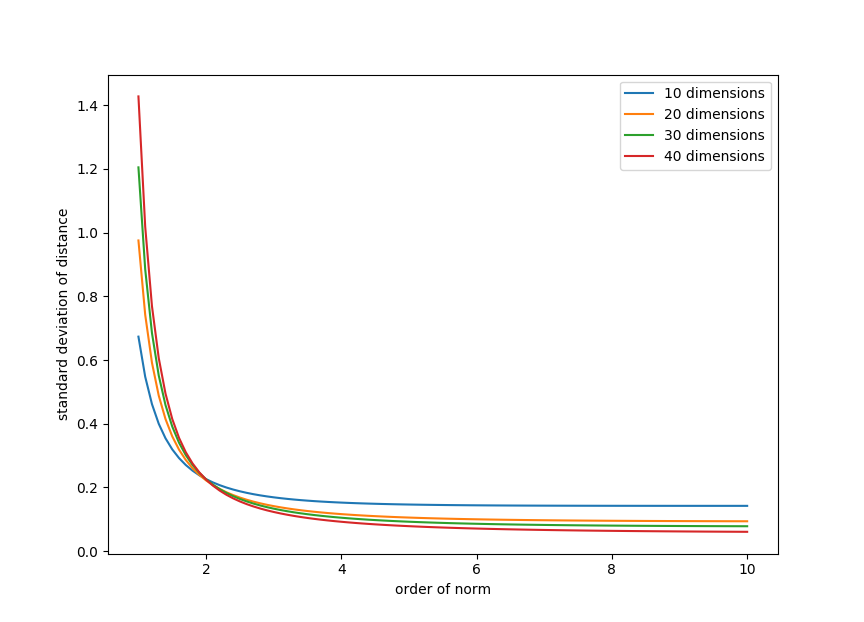 10 dimensions
20 dimensions
30 dimensions
40 dimensions
standard deviation of distance
1.4
1.2
1.0
0.8
0.6
0.4
0.2
0.0
2
4
6
8
10
order of norm